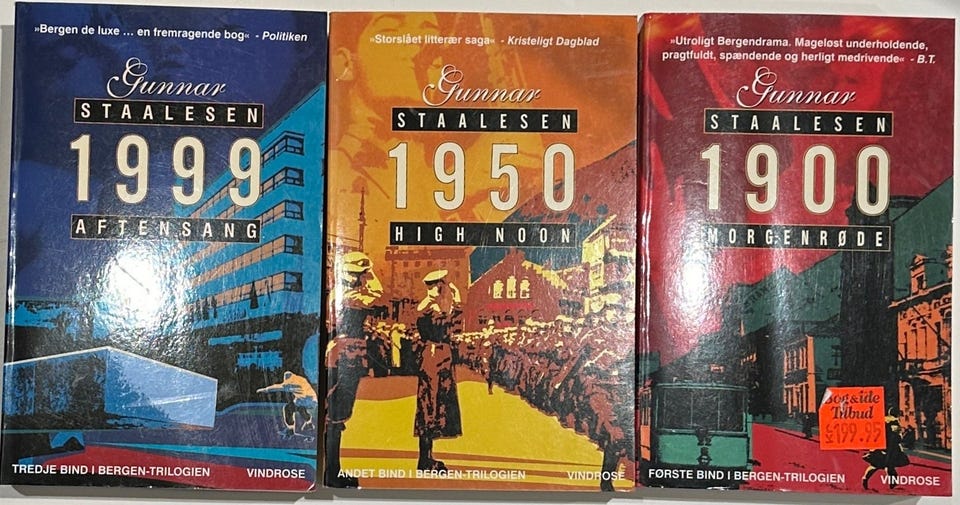 »Bergen de luxe ... en fremragende bog« - Politiken
Gunnar
STAALESEN
1999
AFTENSANG
TREDJE BIND I BERGEN-TRILOGIEN
VINDROSE
»Storslået litterær saga« - Kristeligt Dagblad
Gunnar
STAALESEN
1950
HIGH NOON
ANDET BIND I BERGEN-TRILOGIEN
VINDROSE
»Utroligt Bergendrama. Mageløst underholdende,
pragtfuldt, spændende og herligt medrivende« - B.T.
Gunnar
STAALESEN
1900
MORGENRØDE
Bog&idé
Tilbud
199.95
FØRSTE BIND I BERGEN-TRILOGIEN
VINDROSE